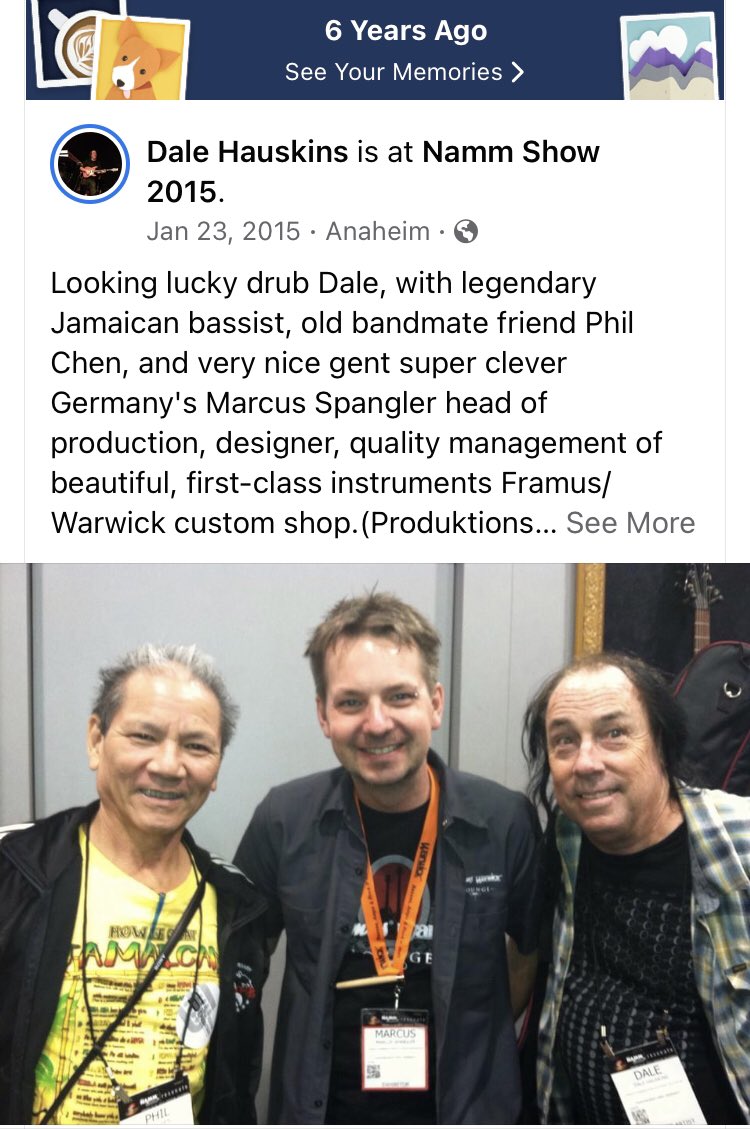 6 Years Ago
See Your Memories
Dale Hauskins is at Namm Show
2015.
Jan 23, 2015 · Anaheim ·
Looking lucky drub Dale, with legendary
Jamaican bassist, old bandmate friend Phil
Chen, and very nice gent super clever
Germany's Marcus Spangler head of
production, designer, quality management of
beautiful, first-class instruments Framus/
Warwick custom shop.(Produktions... See More
JAMAICAN
PHIL
MARCUS
DALE